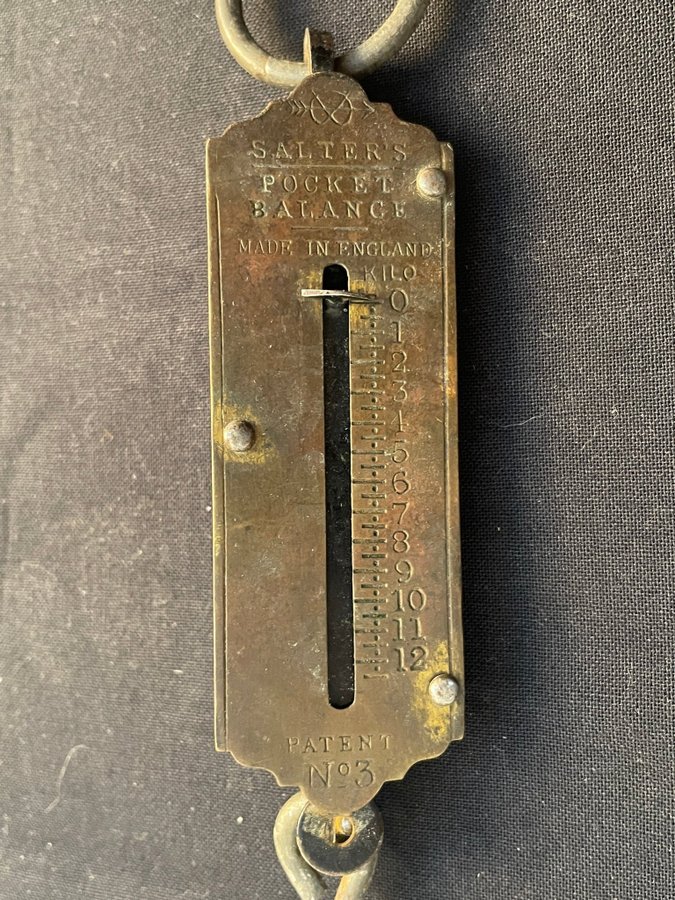 SALTER'S
POCKET
BALANCE
MADE IN ENGLAND
KILO
0
1
2
3
4
5
6
7
8
9
10
11
12
PATENT
Nº3